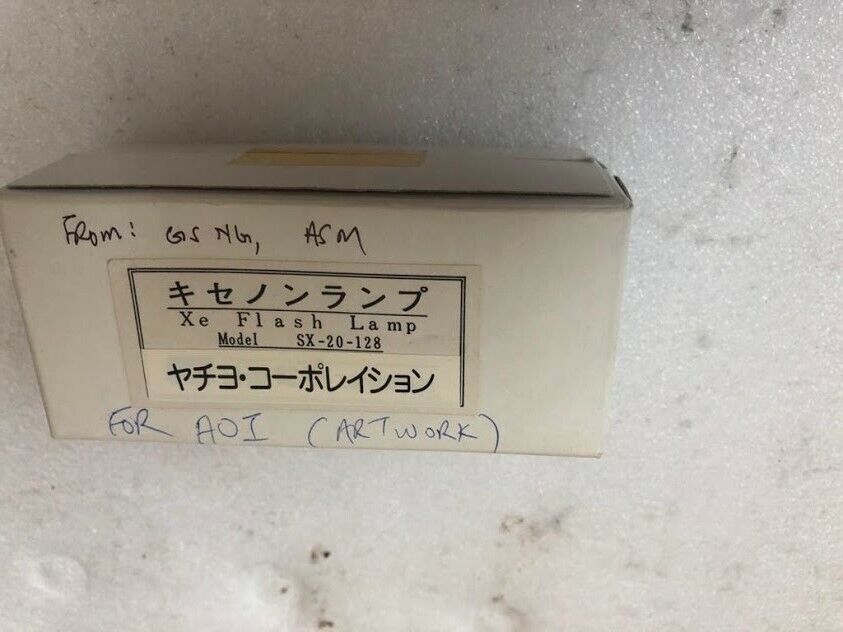 FROM: GS NG, ASM
キセノンランプ
Xe Flash Lamp
Model SX-20-128
ヤチヨ・コーポレイション
FOR AOI (ARTWORK)